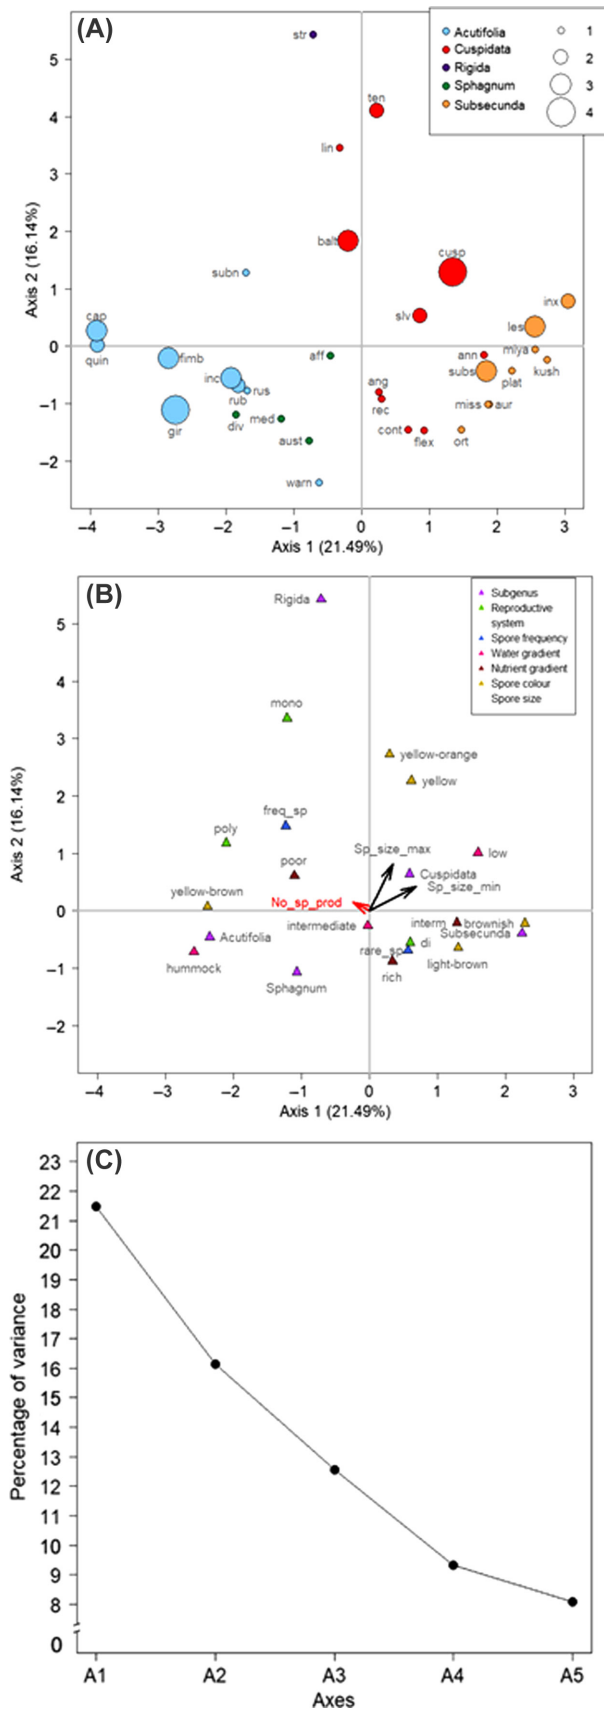 (A)
Acutifolia
Cuspidata
Rigida
Sphagnum
Subsecunda
1
2
3
4
str
ten
lin
balt
cusp
subn
inx
slv
les
cap
quin
fimb
aff
ann
miya
kush
inc
rub
rus
subs
plat
ang
rec
gir
div
med
miss
aur
aust
cont
flex
ort
warn
5
4
3
2
1
0
−1
−2
Axis 2 (16.14%)
−4 −3 −2 −1 0 1 2 3
Axis 1 (21.49%)
(B)
Subgenus
Reproductive
system
Spore frequency
Water gradient
Nutrient gradient
Spore colour
Spore size
Rigida
mono
yellow-orange
yellow
freq_sp
poly
Sp_size_max
low
poor
Cuspidata
Sp_size_min
yellow-brown
No_sp_prod
intermediate
interm
brownish
Acutifolia
Subsecunda
di
rare_sp
hummock
light-brown
rich
Sphagnum
5
4
3
2
1
0
−1
−2
Axis 2 (16.14%)
−4 −3 −2 −1 0 1 2 3
Axis 1 (21.49%)
(C)
23
22
21
20
19
18
17
16
15
14
13
12
11
10
9
8
0
Percentage of variance
A1 A2 A3 A4 A5
Axes